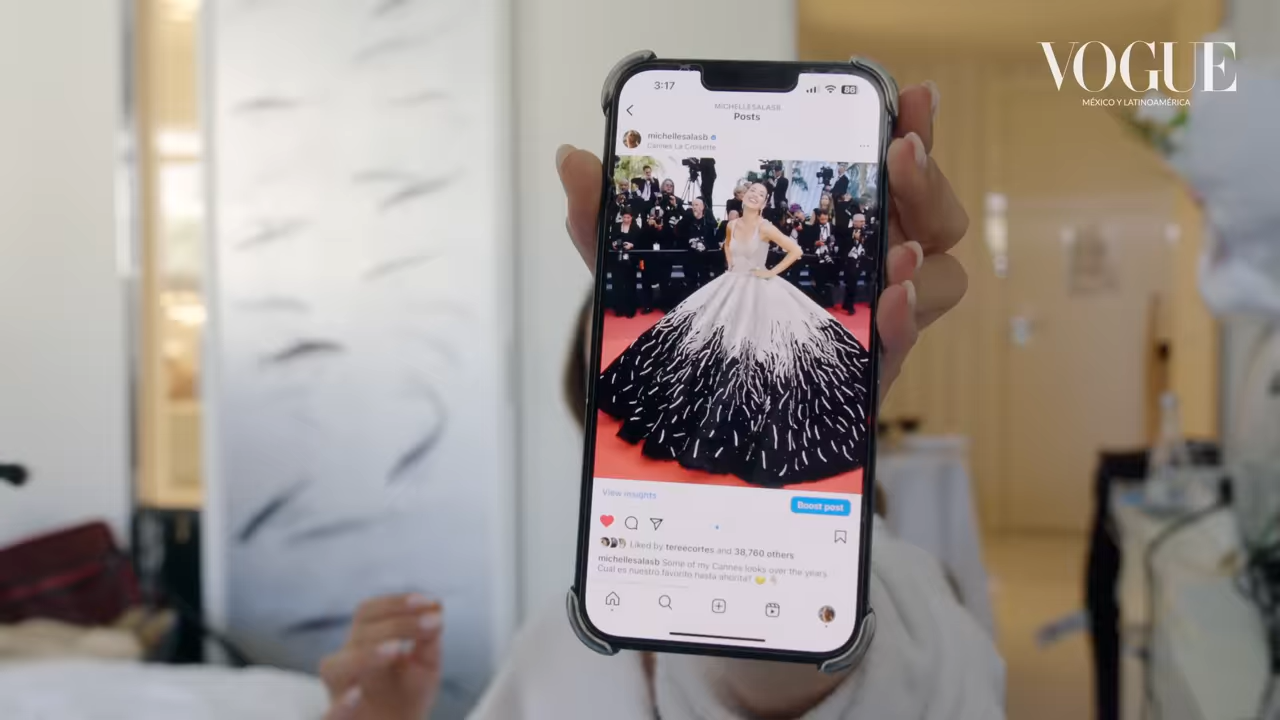 VOGUE
MÉXICO Y LATINOAMÉRICA
3:17
86
MICHELLESALASB
Posts
michellesalasb
Cannes La Croisette
View insights
Boost post
Liked by tereecortes and 38,760 others
michellesalasb Some of my Cannes looks over the years
Cual es nuestro favorito hasta ahorita?